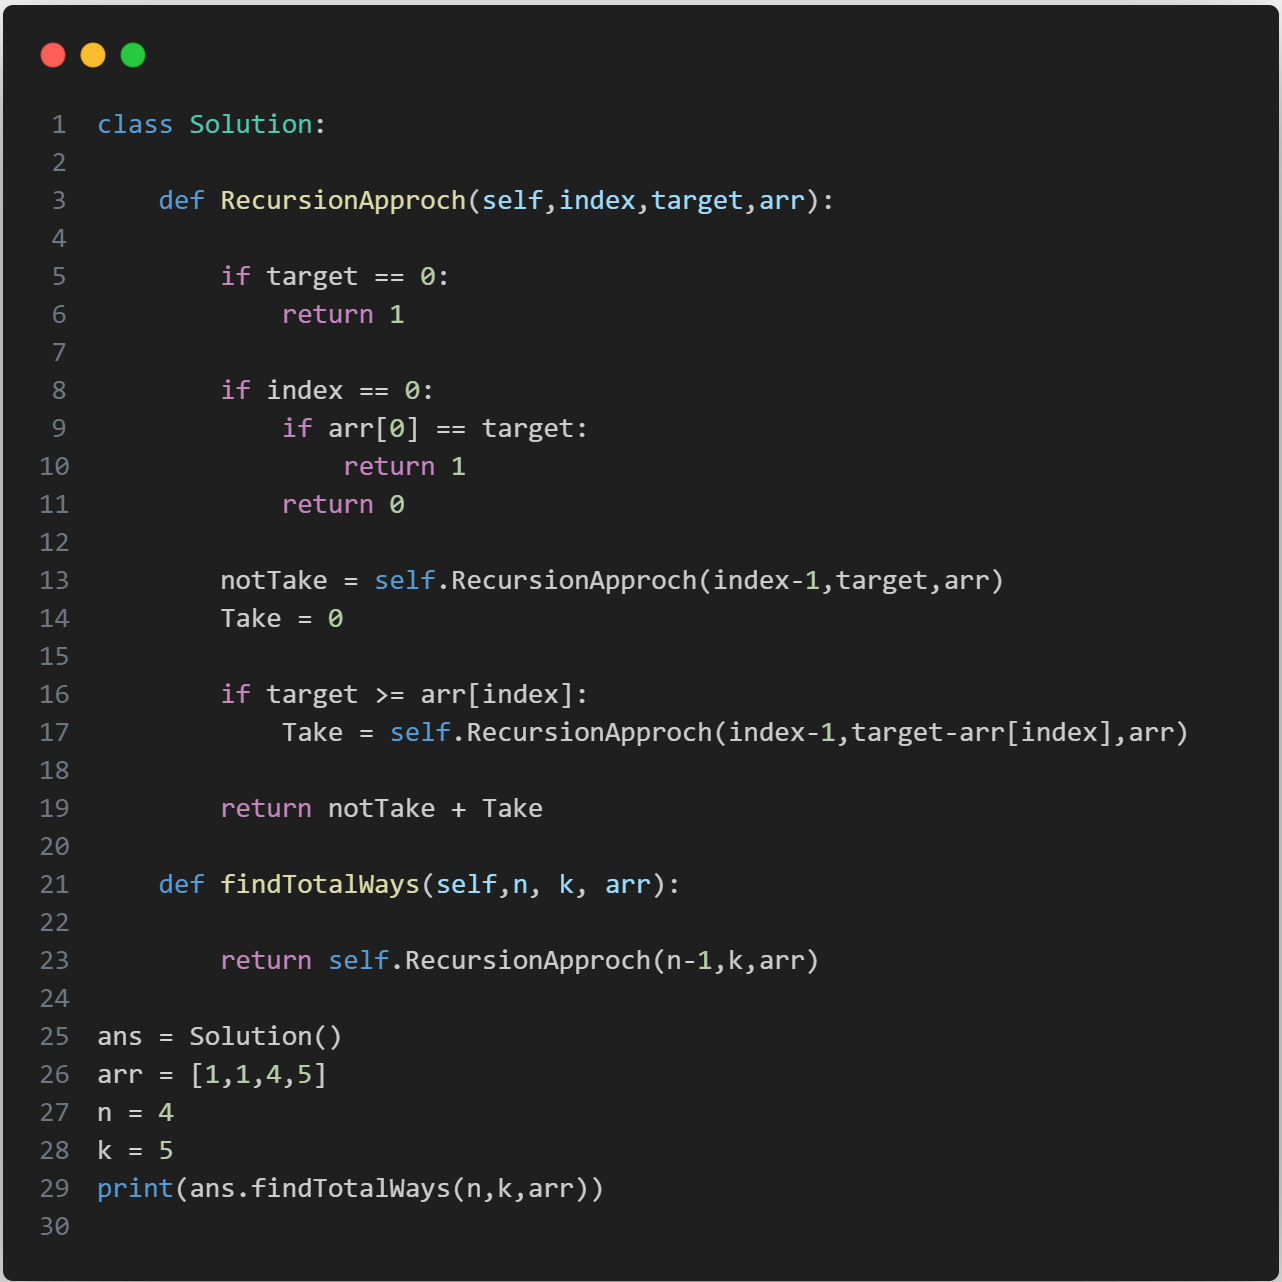 1 class Solution:
2
3     def RecursionApproch(self,index,target,arr):
4
5         if target == 0:
6             return 1
7
8         if index == 0:
9             if arr[0] == target:
10                 return 1
11             return 0
12
13         notTake = self.RecursionApproch(index-1,target,arr)
14         Take = 0
15
16         if target >= arr[index]:
17             Take = self.RecursionApproch(index-1,target-arr[index],arr)
18
19         return notTake + Take
20
21     def findTotalWays(self,n, k, arr):
22
23         return self.RecursionApproch(n-1,k,arr)
24
25 ans = Solution()
26 arr = [1,1,4,5]
27 n = 4
28 k = 5
29 print(ans.findTotalWays(n,k,arr))
30